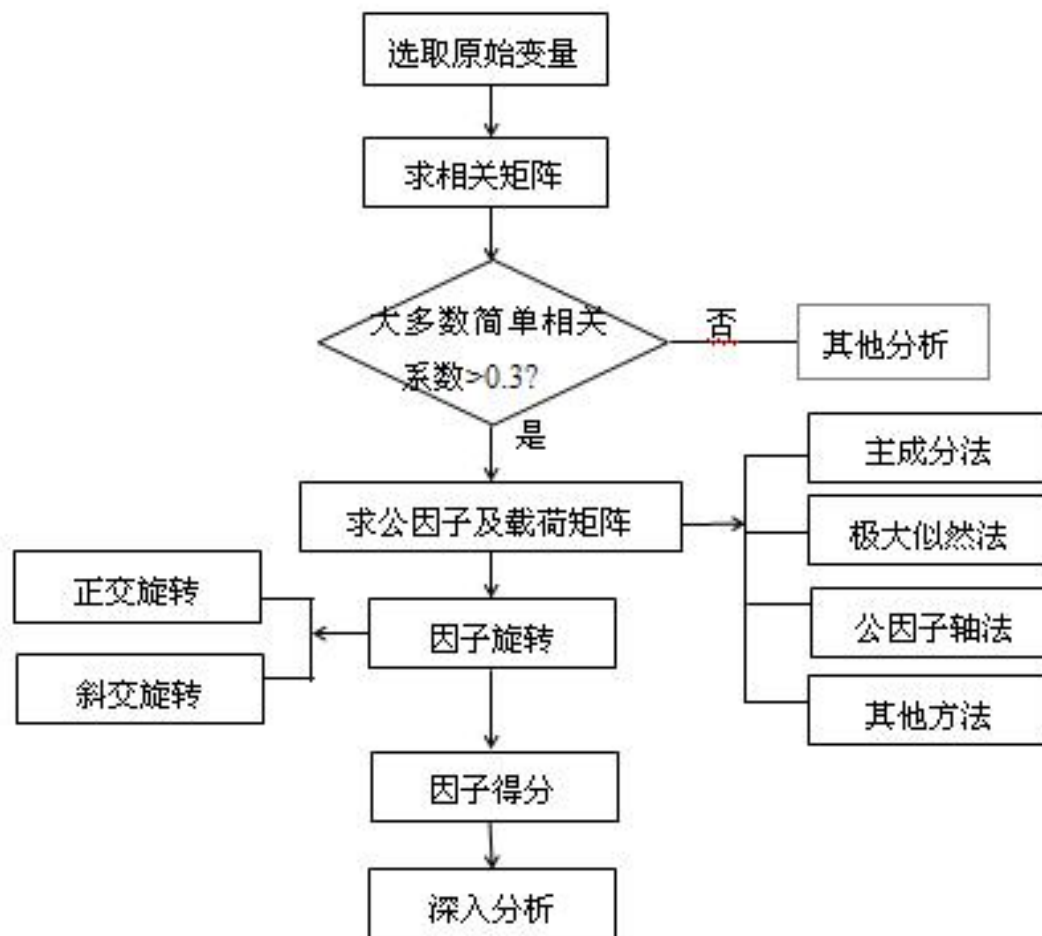 选取原始变量
求相关矩阵
大多数简单相关
系数>0.3?
否
其他分析
是
求公因子及载荷矩阵
主成分法
极大似然法
公因子轴法
其他方法
因子旋转
正交旋转
斜交旋转
因子得分
深入分析